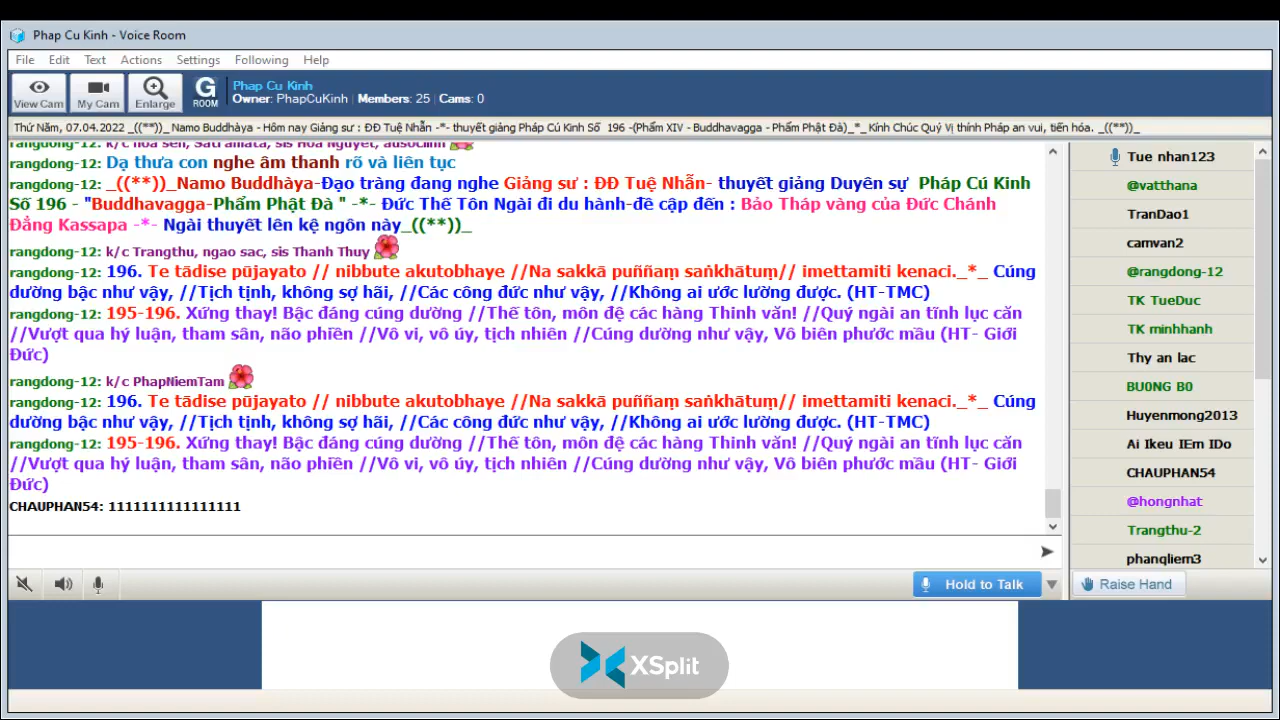 Phap Cu Kinh - Voice Room
File Edit Text Actions Settings Following Help
View Cam My Cam Enlarge G ROOM
Phap Cu Kinh
Owner: PhapCuKinh | Members: 25 | Cams: 0
Thứ Năm, 07.04.2022 _((**))_ Namo Buddhàya - Hôm nay Giảng sư : ĐĐ Tuệ Nhẫn -*- thuyết giảng Pháp Cú Kinh Số 196 -(Phẩm XIV - Buddhavagga - Phẩm Phật Đà)_*_ Kính Chúc Quý Vị thính Pháp an vui, tiến hóa. _((**))_
rangdong-12: k/c hoa sen, Sati amata, sis Hoa Nguyet,
rangdong-12: Dạ thưa con nghe âm thanh rõ và liên tục
rangdong-12: _((**))_Namo Buddhàya-Đạo tràng đang nghe Giảng sư : ĐĐ Tuệ Nhẫn- thuyết giảng Duyên sự Pháp Cú Kinh
Số 196 - "Buddhavagga-Phẩm Phật Đà " -*- Đức Thế Tôn Ngài đi du hành-đề cập đến : Bảo Tháp vàng của Đức Chánh
Đẳng Kassapa -*- Ngài thuyết lên kệ ngôn này_((**))_
rangdong-12: k/c Trangthu, ngao sac, sis Thanh Thuy
rangdong-12: 196. Te tādise pūjayato // nibbute akutobhaye //Na sakkā puññaṃ saṅkhātuṃ// imettamiti kenaci._*_ Cúng
dường bậc như vậy, //Tịch tịnh, không sợ hãi, //Các công đức như vậy, //Không ai ước lường được. (HT-TMC)
rangdong-12: 195-196. Xứng thay! Bậc đáng cúng dường //Thế tôn, môn đệ các hàng Thinh văn! //Quý ngài an tĩnh lục căn
//Vượt qua hý luận, tham sân, não phiền //Vô vi, vô úy, tịch nhiên //Cúng dường như vậy, Vô biên phước mầu (HT- Giới
Đức)
rangdong-12: k/c PhapNiemTam
rangdong-12: 196. Te tādise pūjayato // nibbute akutobhaye //Na sakkā puññaṃ saṅkhātuṃ// imettamiti kenaci._*_ Cúng
dường bậc như vậy, //Tịch tịnh, không sợ hãi, //Các công đức như vậy, //Không ai ước lường được. (HT-TMC)
rangdong-12: 195-196. Xứng thay! Bậc đáng cúng dường //Thế tôn, môn đệ các hàng Thinh văn! //Quý ngài an tĩnh lục căn
//Vượt qua hý luận, tham sân, não phiền //Vô vi, vô úy, tịch nhiên //Cúng dường như vậy, Vô biên phước mầu (HT- Giới
Đức)
CHAUPHAN54: 1111111111111111
Tue nhan123
@vatthana
TranDao1
camvan2
@rangdong-12
TK TueDuc
TK minhhanh
Thy an lac
BU0NG B0
Huyenmong2013
Ai Ikeu IEm IDo
CHAUPHAN54
@hongnhat
Trangthu-2
phanqliem3
Hold to Talk
Raise Hand
XSplit